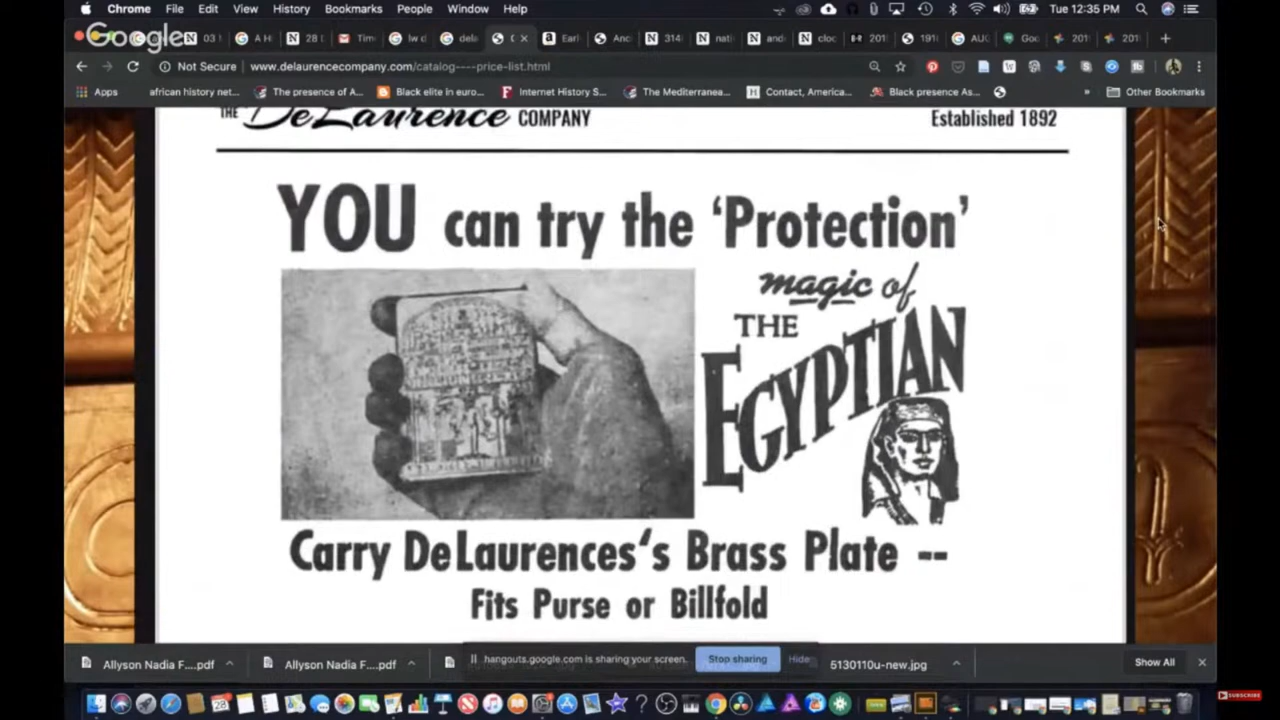 Chrome File Edit View History Bookmarks People Window Help
Tue 12:35 PM
Google
Not Secure www.delaurencecompany.com/catalog----price-list.html
Apps african history net... The presence of A... Black elite in euro... Internet History S... The Mediterranea... Contact, America... Black presence As... » Other Bookmarks
THE DeLaurence COMPANY
Established 1892
YOU can try the ‘Protection’
magic of
THE
EGYPTIAN
Carry DeLaurences‘s Brass Plate --
Fits Purse or Billfold
Allyson Nadia F....pdf
Allyson Nadia F....pdf
hangouts.google.com is sharing your screen. Stop sharing Hide
5130110u-new.jpg
Show All
SUBSCRIBE